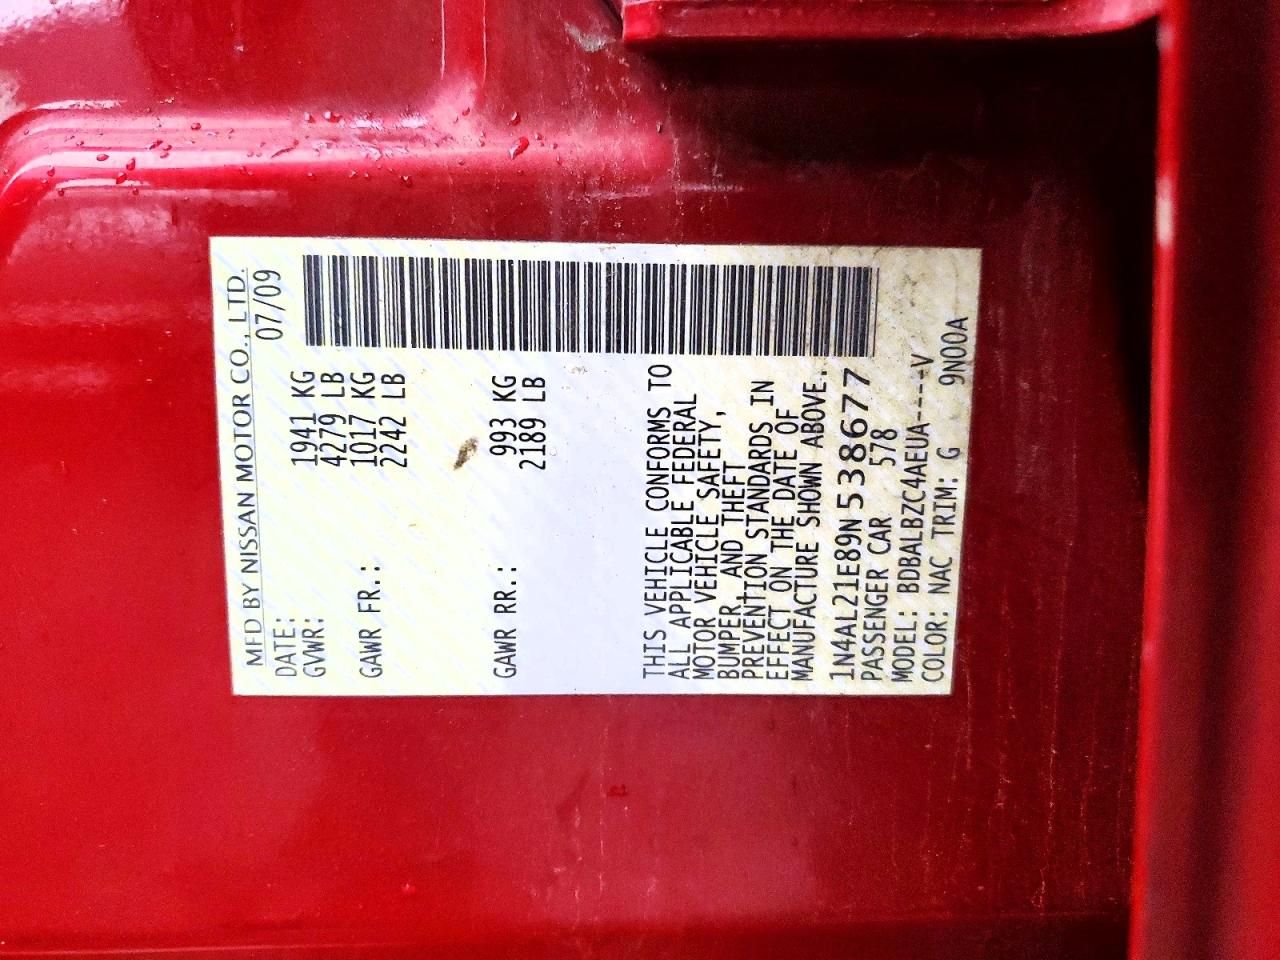 MFD BY NISSAN MOTOR CO., LTD.
DATE: 07/09
GVWR: 1941 KG
4279 LB
GAWR FR.: 1017 KG
2242 LB
GAWR RR.: 993 KG
2189 LB
THIS VEHICLE CONFORMS TO
ALL APPLICABLE FEDERAL
MOTOR VEHICLE SAFETY,
BUMPER, AND THEFT
PREVENTION STANDARDS IN
EFFECT ON THE DATE OF
MANUFACTURE SHOWN ABOVE.
1N4AL21E89N538677
PASSENGER CAR 578
MODEL: BDBALBZC4AEUA-----V
COLOR: NAC TRIM: G 9N00A